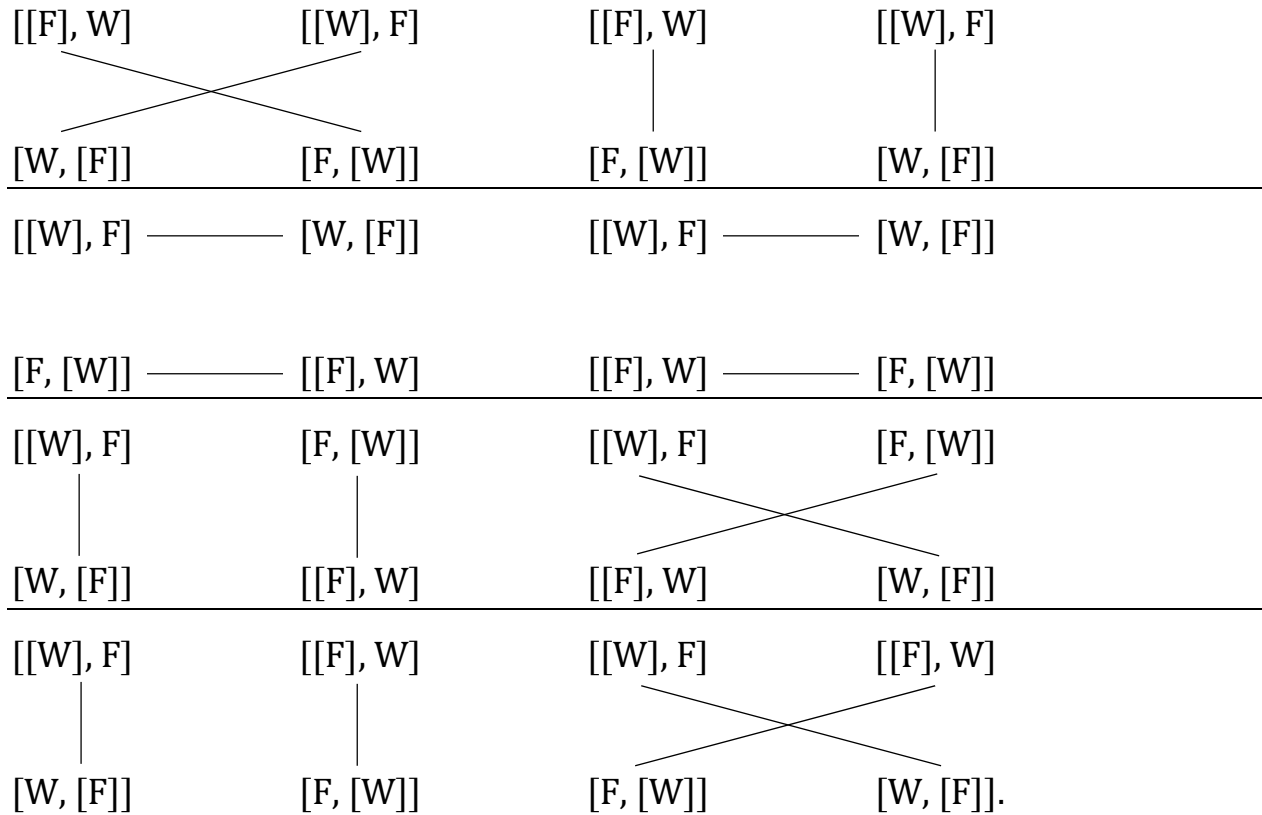 [[F], W] [[W], F] [[F], W] [[W], F]
[W, [F]] [F, [W]] [F, [W]] [W, [F]]
[[W], F] [W, [F]] [[W], F] [W, [F]]
[F, [W]] [[F], W] [[F], W] [F, [W]]
[[W], F] [F, [W]] [[W], F] [F, [W]]
[W, [F]] [[F], W] [[F], W] [W, [F]]
[[W], F] [[F], W] [[W], F] [[F], W]
[W, [F]] [F, [W]] [F, [W]] [W, [F]].